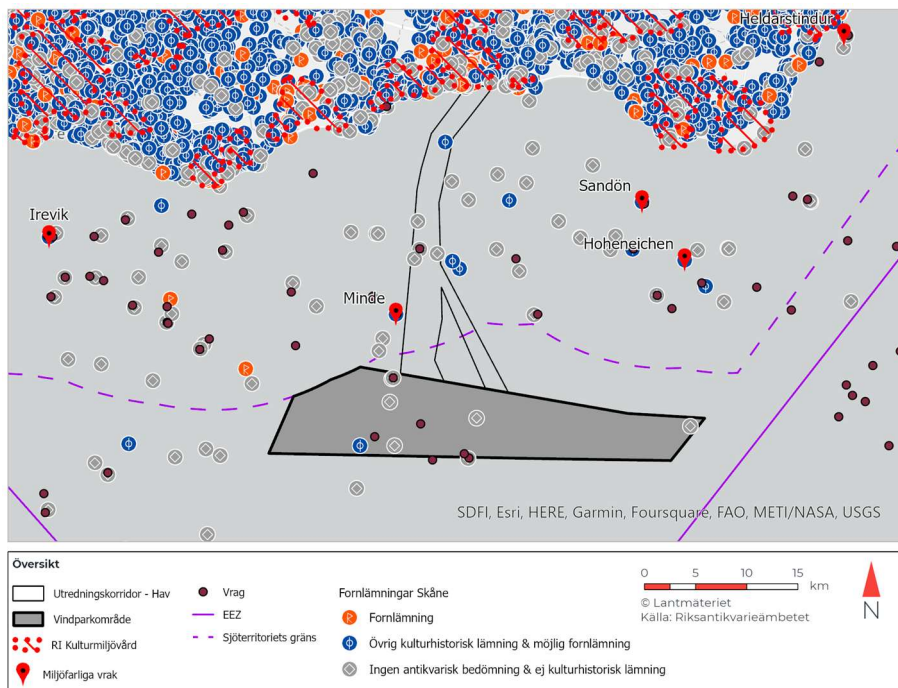 Heldarstindur
Irevik
Sandön
Hoheneichen
Minde
SDFI, Esri, HERE, Garmin, Foursquare, FAO, METI/NASA, USGS
Översikt
Utredningskorridor - Hav
Vindparkområde
RI Kulturmiljövård
Miljöfarliga vrak
Vrag
EEZ
Sjöterritoriets gräns
Fornlämningar Skåne
Fornlämning
Övrig kulturhistorisk lämning & möjlig fornlämning
Ingen antikvarisk bedömning & ej kulturhistorisk lämning
0 5 10 15
km
© Lantmäteriet
Källa: Riksantikvarieämbetet
N